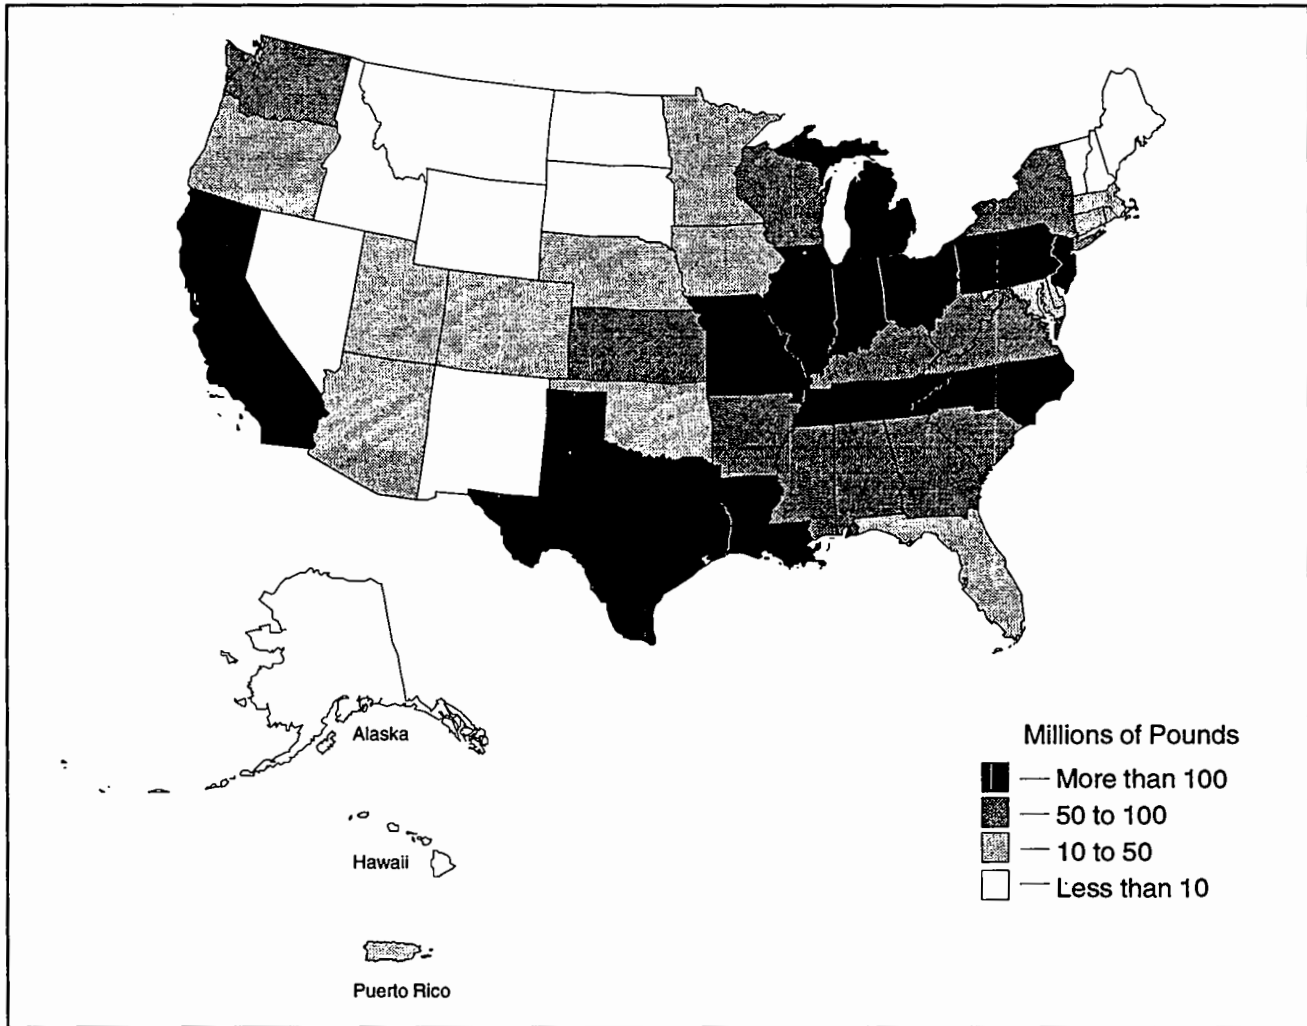 Alaska
Hawaii
Puerto Rico
Millions of Pounds
More than 100
50 to 100
10 to 50
Less than 10